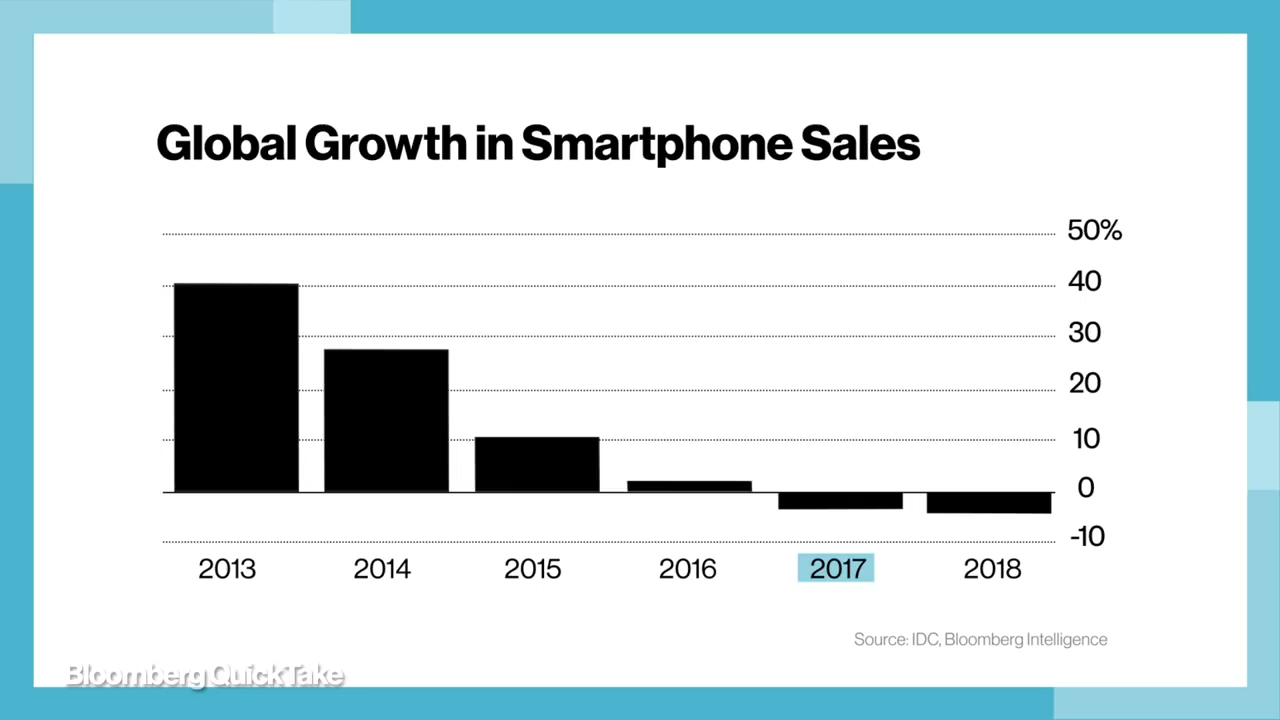 Global Growth in Smartphone Sales
50%
40
30
20
10
0
-10
2013 2014 2015 2016 2017 2018
Source: IDC, Bloomberg Intelligence
Bloomberg QuickTake